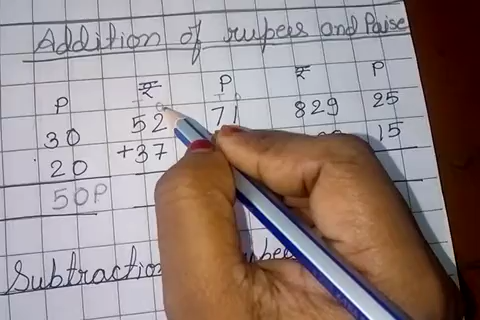 Addition of rupees and Paise
P ₹ P ₹ P
T O T O
30 52 71 829 25
20 +37 15
50P
Subtraction